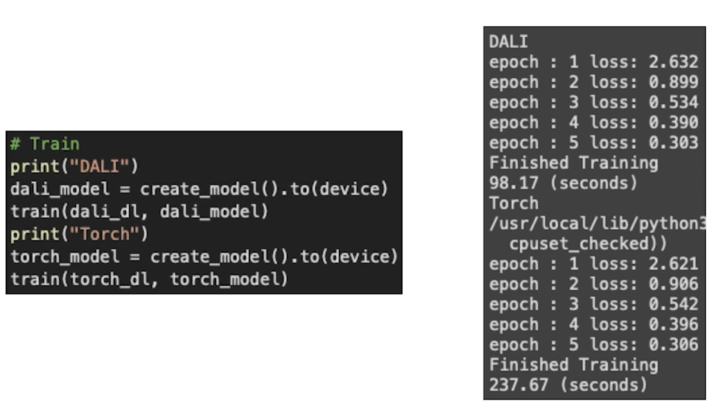 # Train
print("DALI")
dali_model = create_model().to(device)
train(dali_dl, dali_model)
print("Torch")
torch_model = create_model().to(device)
train(torch_dl, torch_model)
DALI
epoch : 1 loss: 2.632
epoch : 2 loss: 0.899
epoch : 3 loss: 0.534
epoch : 4 loss: 0.390
epoch : 5 loss: 0.303
Finished Training
98.17 (seconds)
Torch
/usr/local/lib/python3
cpuset_checked))
epoch : 1 loss: 2.621
epoch : 2 loss: 0.906
epoch : 3 loss: 0.542
epoch : 4 loss: 0.396
epoch : 5 loss: 0.306
Finished Training
237.67 (seconds)